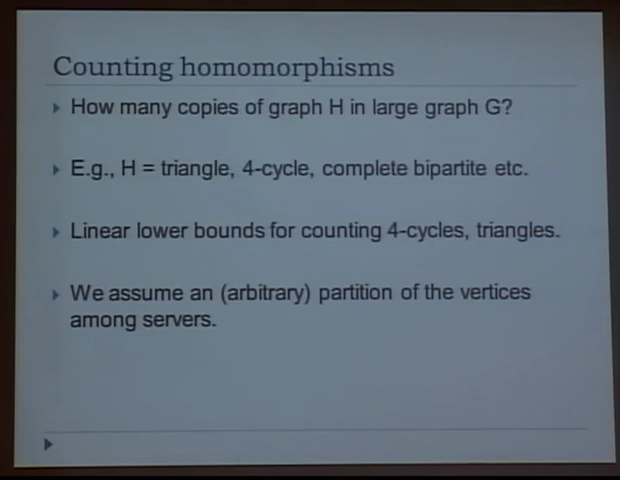 Counting homomorphisms
How many copies of graph H in large graph G?
E.g., H = triangle, 4-cycle, complete bipartite etc.
Linear lower bounds for counting 4-cycles, triangles.
We assume an (arbitrary) partition of the vertices
among servers.